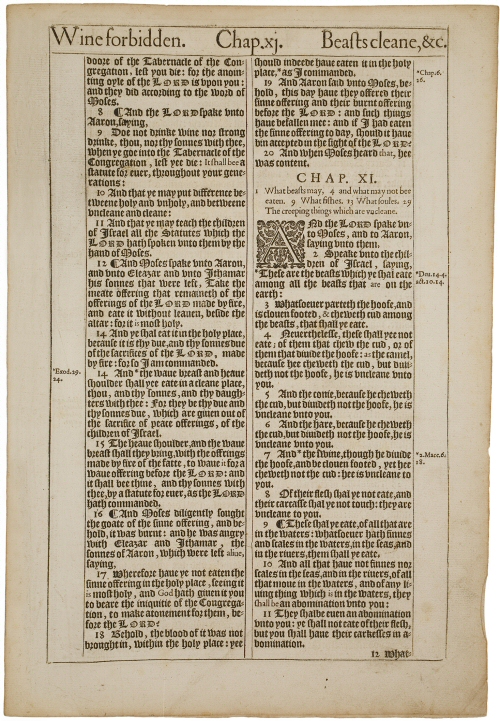 Wine forbidden. Chap.xj. Beasts cleane,&c.
doore of the Tabernacle of the Con-
gregation, lest you die: for the anoin-
ting oyle of the LORD is vpon you:
and they did according to the word of
Moses.
8 ¶And the LORD spake vnto
Aaron, saying,
9 Doe not drinke wine nor strong
drinke, thou, nor thy sonnes with thee,
when ye goe into the Tabernacle of the
Congregation, lest yee die: It shall bee a
statute for euer, throughout your gene-
rations:
10 And that ye may put difference be-
tweene holy and vnholy, and betweene
vncleane and cleane:
11 And that ye may teach the children
of Israel all the Statutes which the
LORD hath spoken vnto them by the
hand of Moses.
12 ¶And Moses spake vnto Aaron,
and vnto Eleazar and vnto Ithamar
his sonnes that were left, Take the
meate offering that remaineth of the
offerings of the LORD made by fire,
and eate it without leauen, beside the
altar: for it is most holy.
14 And ye shall eat it in the holy place,
because it is thy due, and thy sonnes due
of the sacrifices of the LORD, made
by fire: for so I am commanded.
*Exod.29.
24.
14 And *the waue breast and heaue
shoulder shall yee eate in a cleane place,
thou, and thy sonnes, and thy daugh-
ters with thee: For they be thy due and
thy sonnes due, which are giuen out of
the sacrifice of peace offerings, of the
children of Israel.
15 The heaue shoulder, and the waue
breast shall they bring, with the offrings
made by fire of the fatte, to waue it for a
waue offering before the LORD: and
it shall bee thine, and thy sonnes with
thee, by a statute for euer, as the LORD
hath commanded.
16 ¶And Moses diligently sought
the goate of the sinne offering, and be-
hold, it was burnt: and he was angry
with Eleazar and Ithamar, the
sonnes of Aaron, which were left aliue,
saying,
17 Wherefore haue ye not eaten the
sinne offering in the holy place, seeing it
is most holy, and God hath giuen it you
to beare the iniquitie of the Congrega-
tion, to make atonement for them, be-
fore the LORD?
18 Behold, the blood of it was not
brought in, within the holy place: yee
should indeede haue eaten it in the holy
place,*as I commanded.
*Chap.6.
26.
19 And Aaron said vnto Moses, be-
hold, this day haue they offered their
sinne offering and their burnt offering
before the LORD: and such things
haue befallen mee: and if I had eaten
the sinne offering to day, should it haue
bin accepted in the sight of the LORD?
20 And when Moses heard that, hee
was content.
CHAP. XI.
1 What beasts may, 4 and what may not bee
eaten. 9 What fishes. 13 What foules. 29
The creeping things which are vncleane.
And the LORD spake vn-
to Moses, and to Aaron,
saying vnto them,
2 Speake vnto the chil-
dren of Israel, saying,
*These are the beasts which ye shal eate
among all the beasts that are on the
earth:
*Deu.14.4.
act.10.14.
3 Whatsoeuer parteth the hoofe, and
is clouen footed, & cheweth cud among
the beasts, that shall ye eate.
4 Neuerthelesse, these shall yee not
eate, of them that chew the cud, or of
them that diuide the hoofe: as the camel,
because hee cheweth the cud, but diui-
deth not the hoofe, he is vncleane vnto
you.
5 And the conie, because he cheweth
the cud, but diuideth not the hoofe, he is
vncleane vnto you.
6 And the hare, because he cheweth
the cud, but diuideth not the hoofe, he is
vncleane vnto you.
7 And *the swine, though he diuide
the hoofe, and be clouen footed, yet hee
cheweth not the cud: hee is vncleane to
you.
*2.Macc.6.
18.
8 Of their flesh shal ye not eate, and
their carcasse shal ye not touch: they are
vncleane to you.
9 ¶These shal ye eate, of all that are
in the waters: whatsoeuer hath finnes
and scales in the waters, in the seas, and
in the riuers, them shall ye eate.
10 And all that haue not finnes nor
scales in the seas, and in the riuers, of all
that moue in the waters, and of any li-
uing thing which is in the waters, they
shall be an abomination vnto you:
11 They shalbe euen an abomination
vnto you: ye shall not eate of their flesh,
but you shall haue their carkeises in a-
bomination.
12 What-